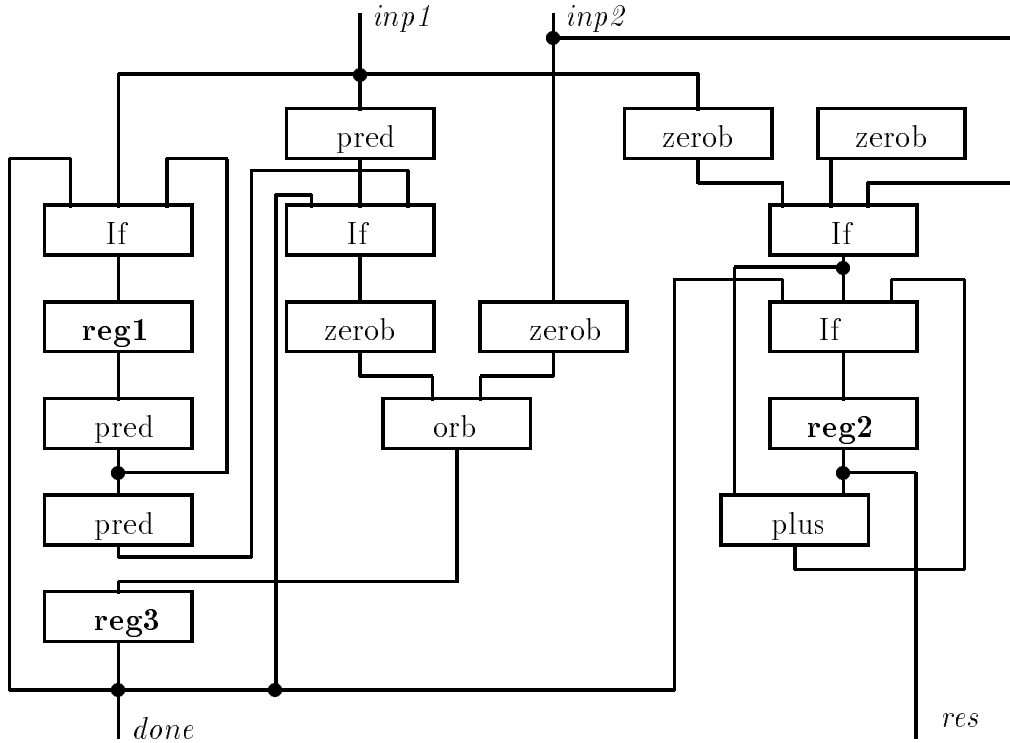 inp1 inp2
pred zerob zerob
If If If
reg1 zerob zerob If
pred orb reg2
pred plus
reg3
done res